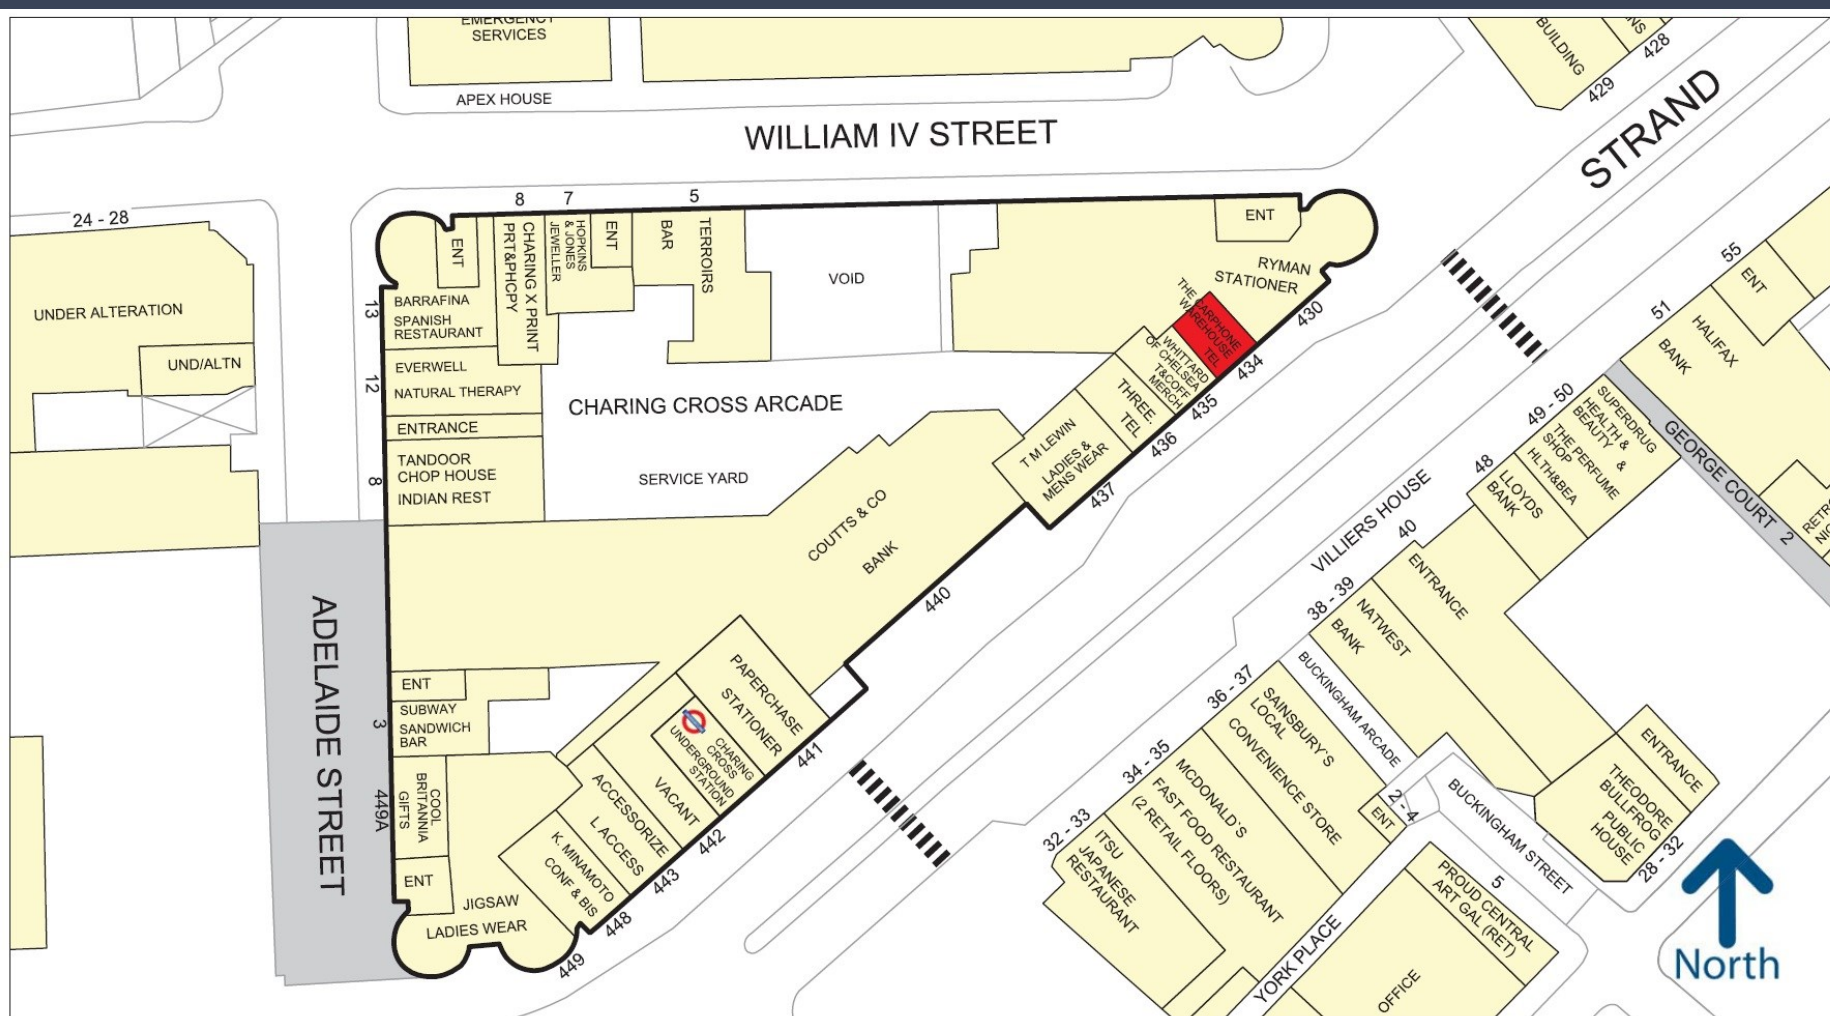 EMERGENCY
SERVICES
APEX HOUSE
WILLIAM IV STREET
STRAND
BUILDING
429
428
24 - 28
UNDER ALTERATION
UND/ALTN
8
7
5
ENT
CHARING X PRINT
PRT&PHCPY
HOPKINS
& JONES
JEWELLER
ENT
BAR
TERROIRS
VOID
ENT
RYMAN
STATIONER
430
13
BARRAFINA
SPANISH
RESTAURANT
12
EVERWELL
NATURAL THERAPY
ENTRANCE
8
TANDOOR
CHOP HOUSE
INDIAN REST
CHARING CROSS ARCADE
SERVICE YARD
THE CARPHONE
WAREHOUSE
TEL
434
WHITTARD
OF CHELSEA
T&COFF
MERCH
435
THREE
TEL
436
T M LEWIN
LADIES &
MENS WEAR
437
COUTTS & CO
BANK
440
ADELAIDE STREET
ENT
3
SUBWAY
SANDWICH
BAR
449A
COOL
BRITANNIA
GIFTS
ENT
JIGSAW
LADIES WEAR
449
PAPERCHASE
STATIONER
441
CHARING
CROSS
UNDERGROUND
STATION
VACANT
442
ACCESSORIZE
L ACCESS
443
K. MINAMOTO
CONF & BIS
448
55
ENT
51
HALIFAX
BANK
GEORGE COURT
2
49 - 50
SUPERDRUG
HEALTH &
BEAUTY &
THE PERFUME
SHOP
HLTH&BEA
48
LLOYDS
BANK
VILLIERS HOUSE
40
ENTRANCE
38 - 39
NATWEST
BANK
BUCKINGHAM ARCADE
36 - 37
SAINSBURY'S
LOCAL
CONVENIENCE STORE
34 - 35
MCDONALD'S
FAST FOOD RESTAURANT
(2 RETAIL FLOORS)
32 - 33
ITSU
JAPANESE
RESTAURANT
2 - 4
ENT
BUCKINGHAM STREET
ENTRANCE
THEODORE
BULLFROG
PUBLIC
HOUSE
28 - 32
5
PROUD CENTRAL
ART GAL (RET)
YORK PLACE
OFFICE
North